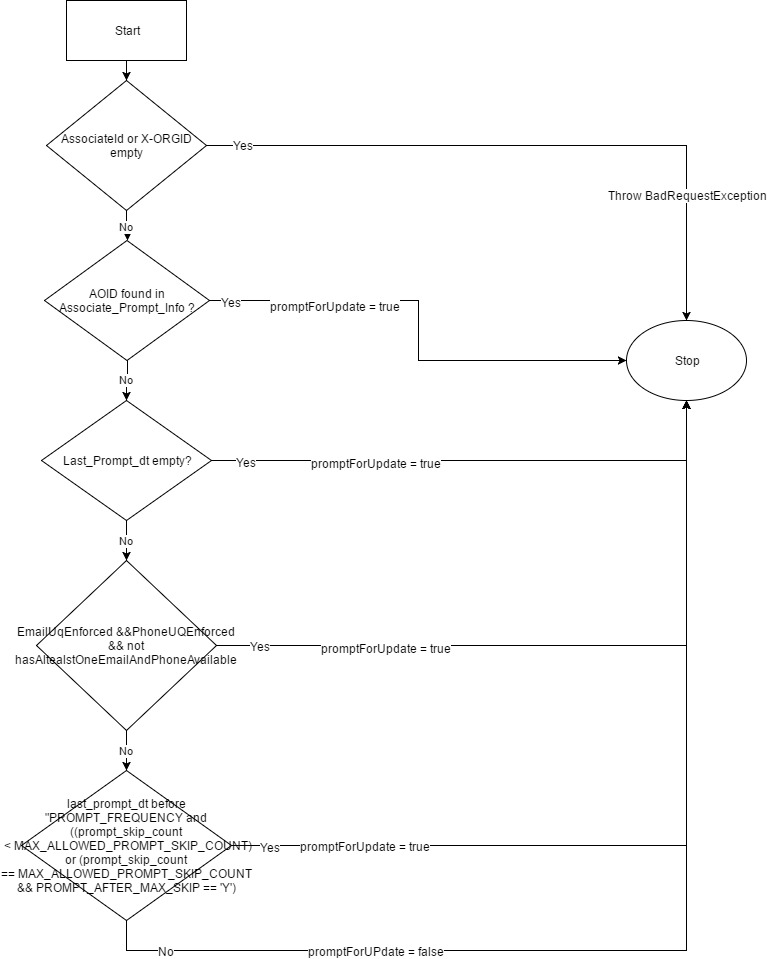 Start
AssociateId or X-ORGID
empty
Yes
Throw BadRequestException
No
AOID found in
Associate_Prompt_Info ?
Yes
promptForUpdate = true
Stop
No
Last_Prompt_dt empty?
Yes
promptForUpdate = true
No
EmailUqEnforced &&PhoneUQEnforced
&& not
hasAltealstOneEmailAndPhoneAvailable
Yes
promptForUpdate = true
No
last_prompt_dt before
"PROMPT_FREQUENCY and
((prompt_skip_count
< MAX_ALLOWED_PROMPT_SKIP_COUNT)
or (prompt_skip_count
== MAX_ALLOWED_PROMPT_SKIP_COUNT
&& PROMPT_AFTER_MAX_SKIP == 'Y')
Yes
promptForUpdate = true
No
promptForUPdate = false